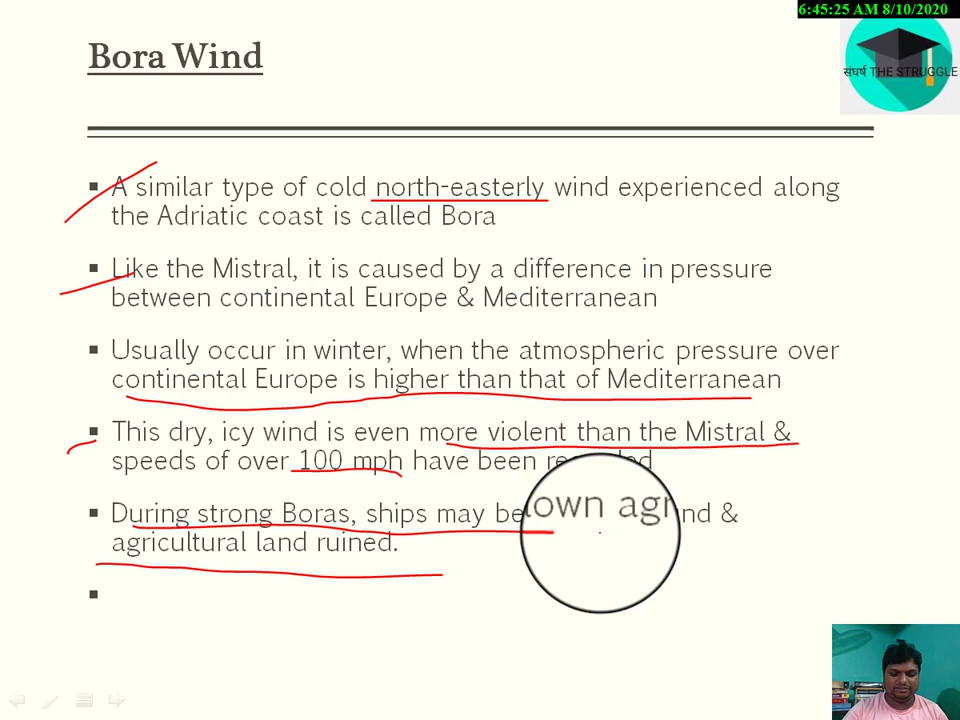 6:45:25 AM 8/10/2020
Bora Wind
संघर्ष THE STRUGGLE
A similar type of cold north-easterly wind experienced along
the Adriatic coast is called Bora
Like the Mistral, it is caused by a difference in pressure
between continental Europe & Mediterranean
Usually occur in winter, when the atmospheric pressure over
continental Europe is higher than that of Mediterranean
This dry, icy wind is even more violent than the Mistral &
speeds of over 100 mph have been
During strong Boras, ships may be &
agricultural land ruined.